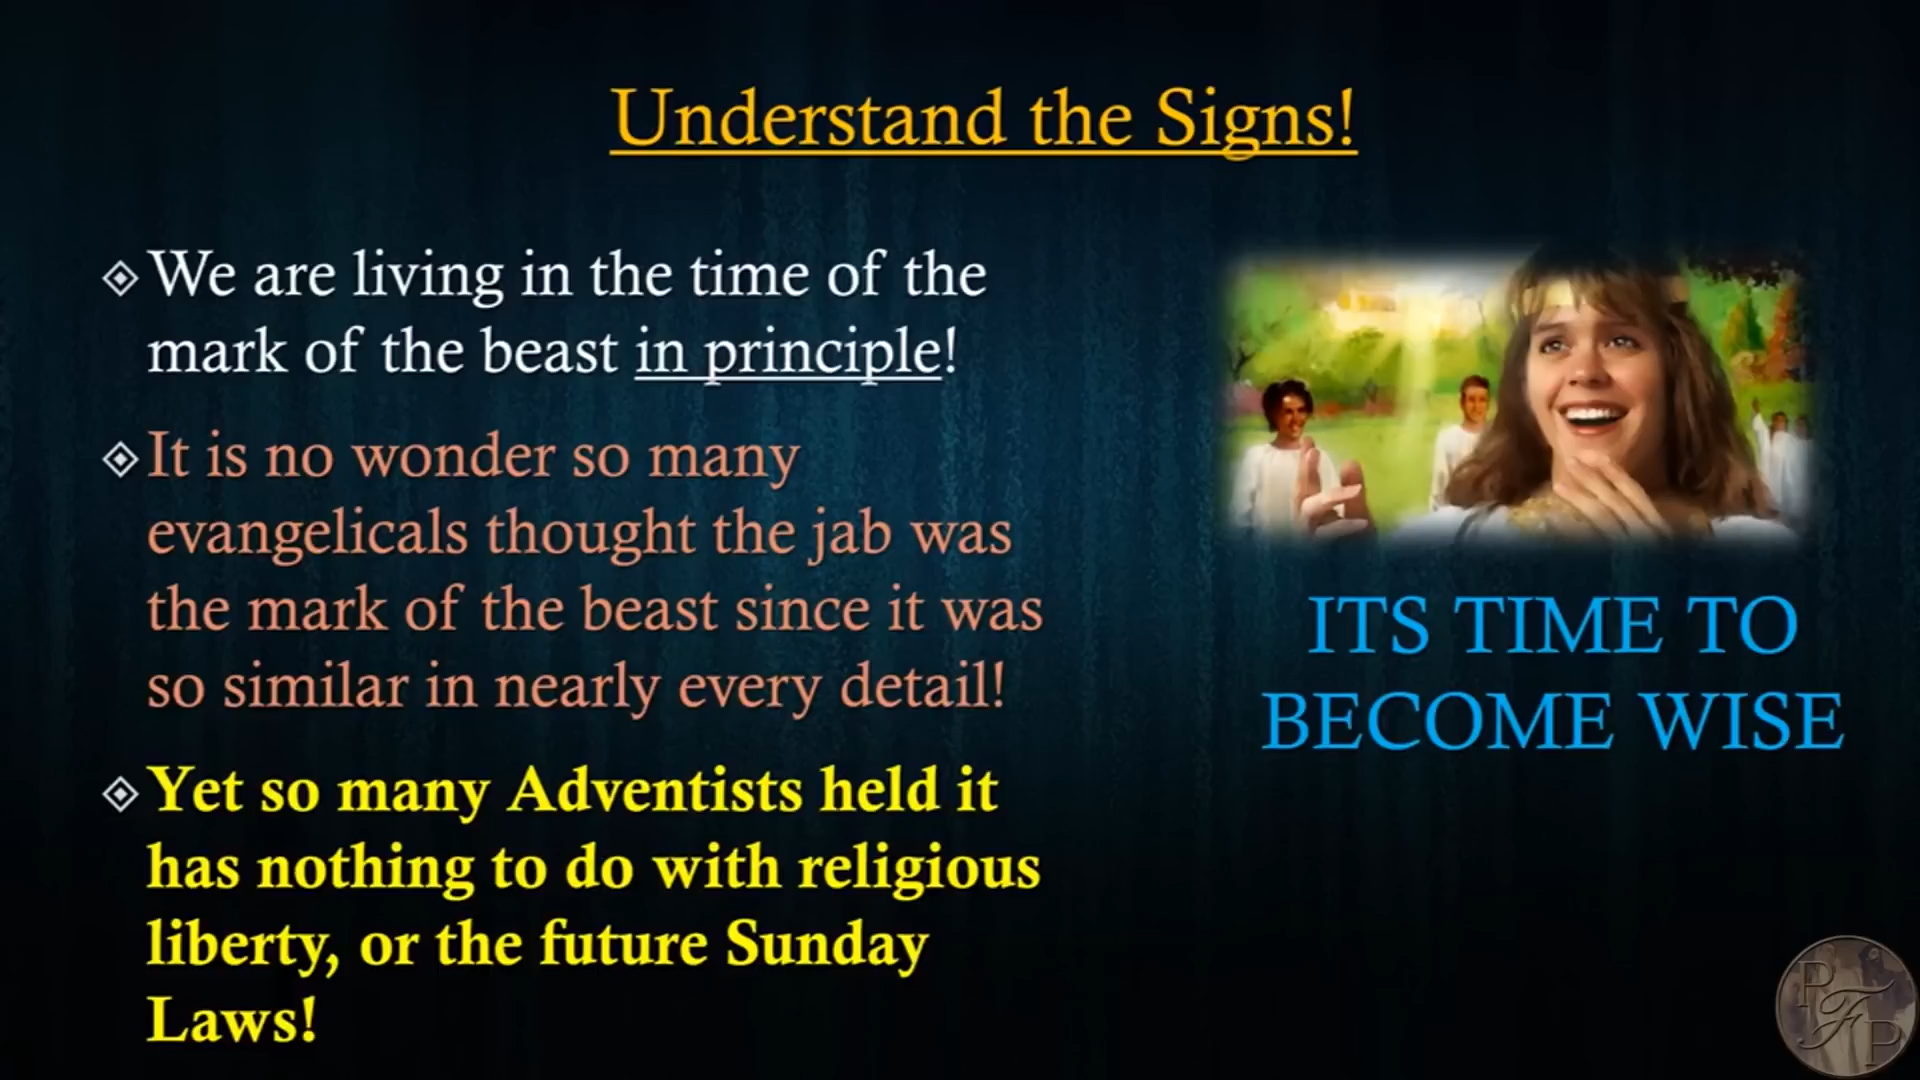 Understand the Signs!
We are living in the time of the
mark of the beast in principle!
It is no wonder so many
evangelicals thought the jab was
the mark of the beast since it was
so similar in nearly every detail!
Yet so many Adventists held it
has nothing to do with religious
liberty, or the future Sunday
Laws!
ITS TIME TO
BECOME WISE
PFP